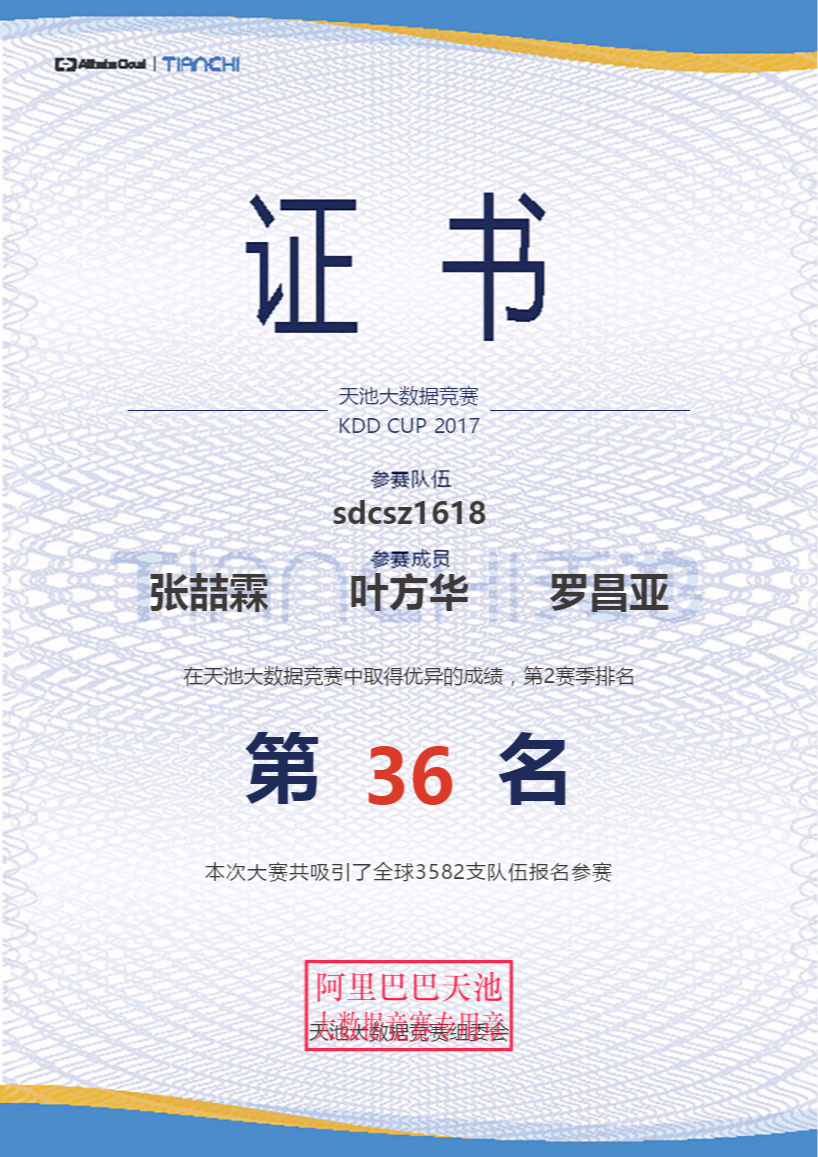 Alibaba Cloud | TIANCHI
证 书
天池大数据竞赛
KDD CUP 2017
参赛队伍
sdcsz1618
参赛成员
张喆霖 叶方华 罗昌亚
在天池大数据竞赛中取得优异的成绩，第2赛季排名
第 36 名
本次大赛共吸引了全球3582支队伍报名参赛
阿里巴巴天池
大数据竞赛专用章
天池大数据竞赛组委会